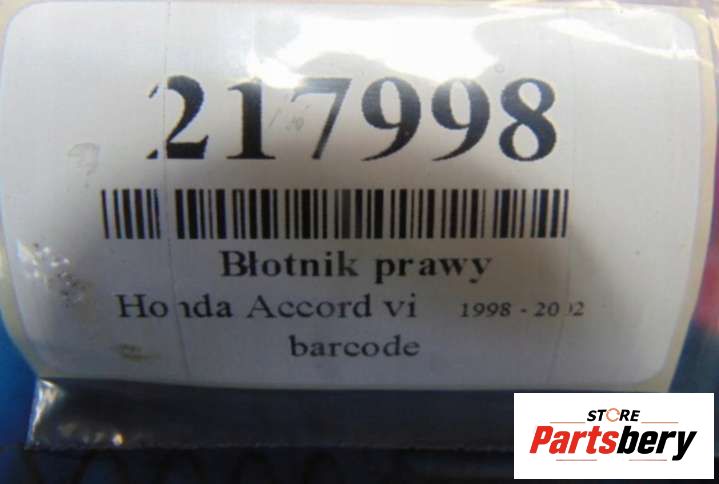 217998
Błotnik prawy
Honda Accord vi 1998 - 2002
barcode
STORE
Partsbery